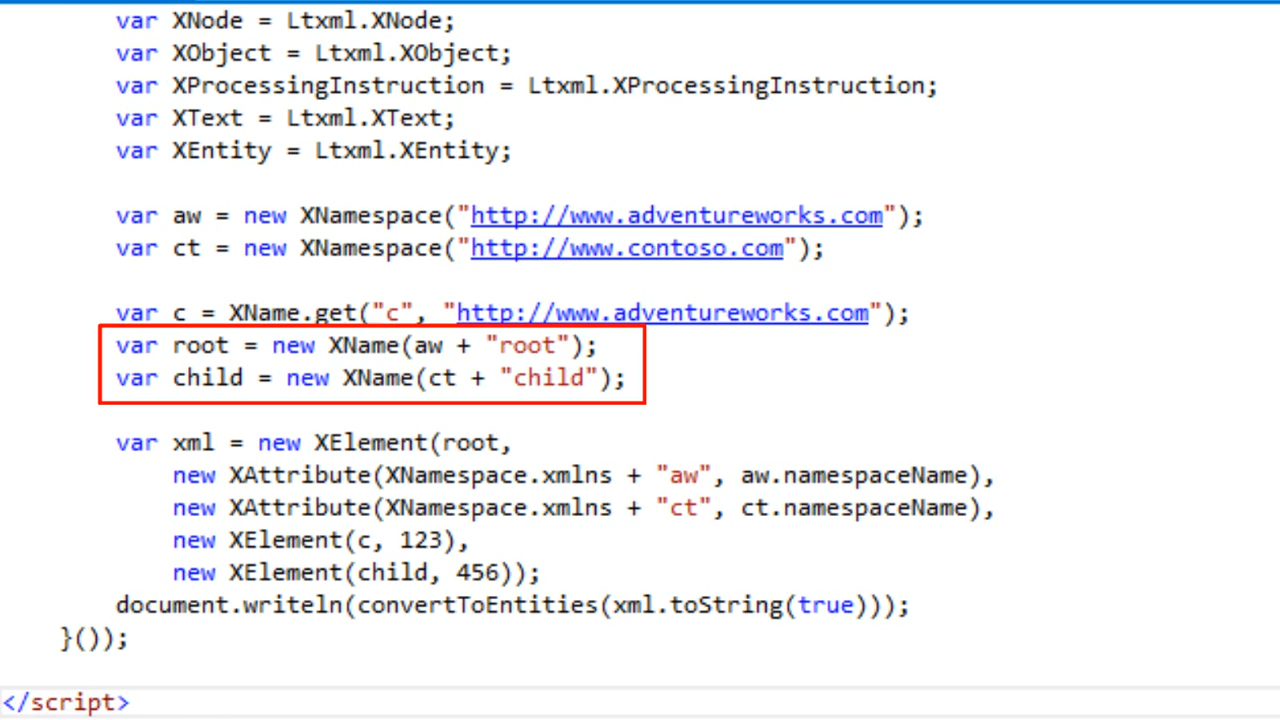 var XNode = Ltxml.XNode;
var XObject = Ltxml.XObject;
var XProcessingInstruction = Ltxml.XProcessingInstruction;
var XText = Ltxml.XText;
var XEntity = Ltxml.XEntity;
var aw = new XNamespace("http://www.adventureworks.com");
var ct = new XNamespace("http://www.contoso.com");
var c = XName.get("c", "http://www.adventureworks.com");
var root = new XName(aw + "root");
var child = new XName(ct + "child");
var xml = new XElement(root,
new XAttribute(XNamespace.xmlns + "aw", aw.namespaceName),
new XAttribute(XNamespace.xmlns + "ct", ct.namespaceName),
new XElement(c, 123),
new XElement(child, 456));
document.writeln(convertToEntities(xml.toString(true)));
}());
</script>